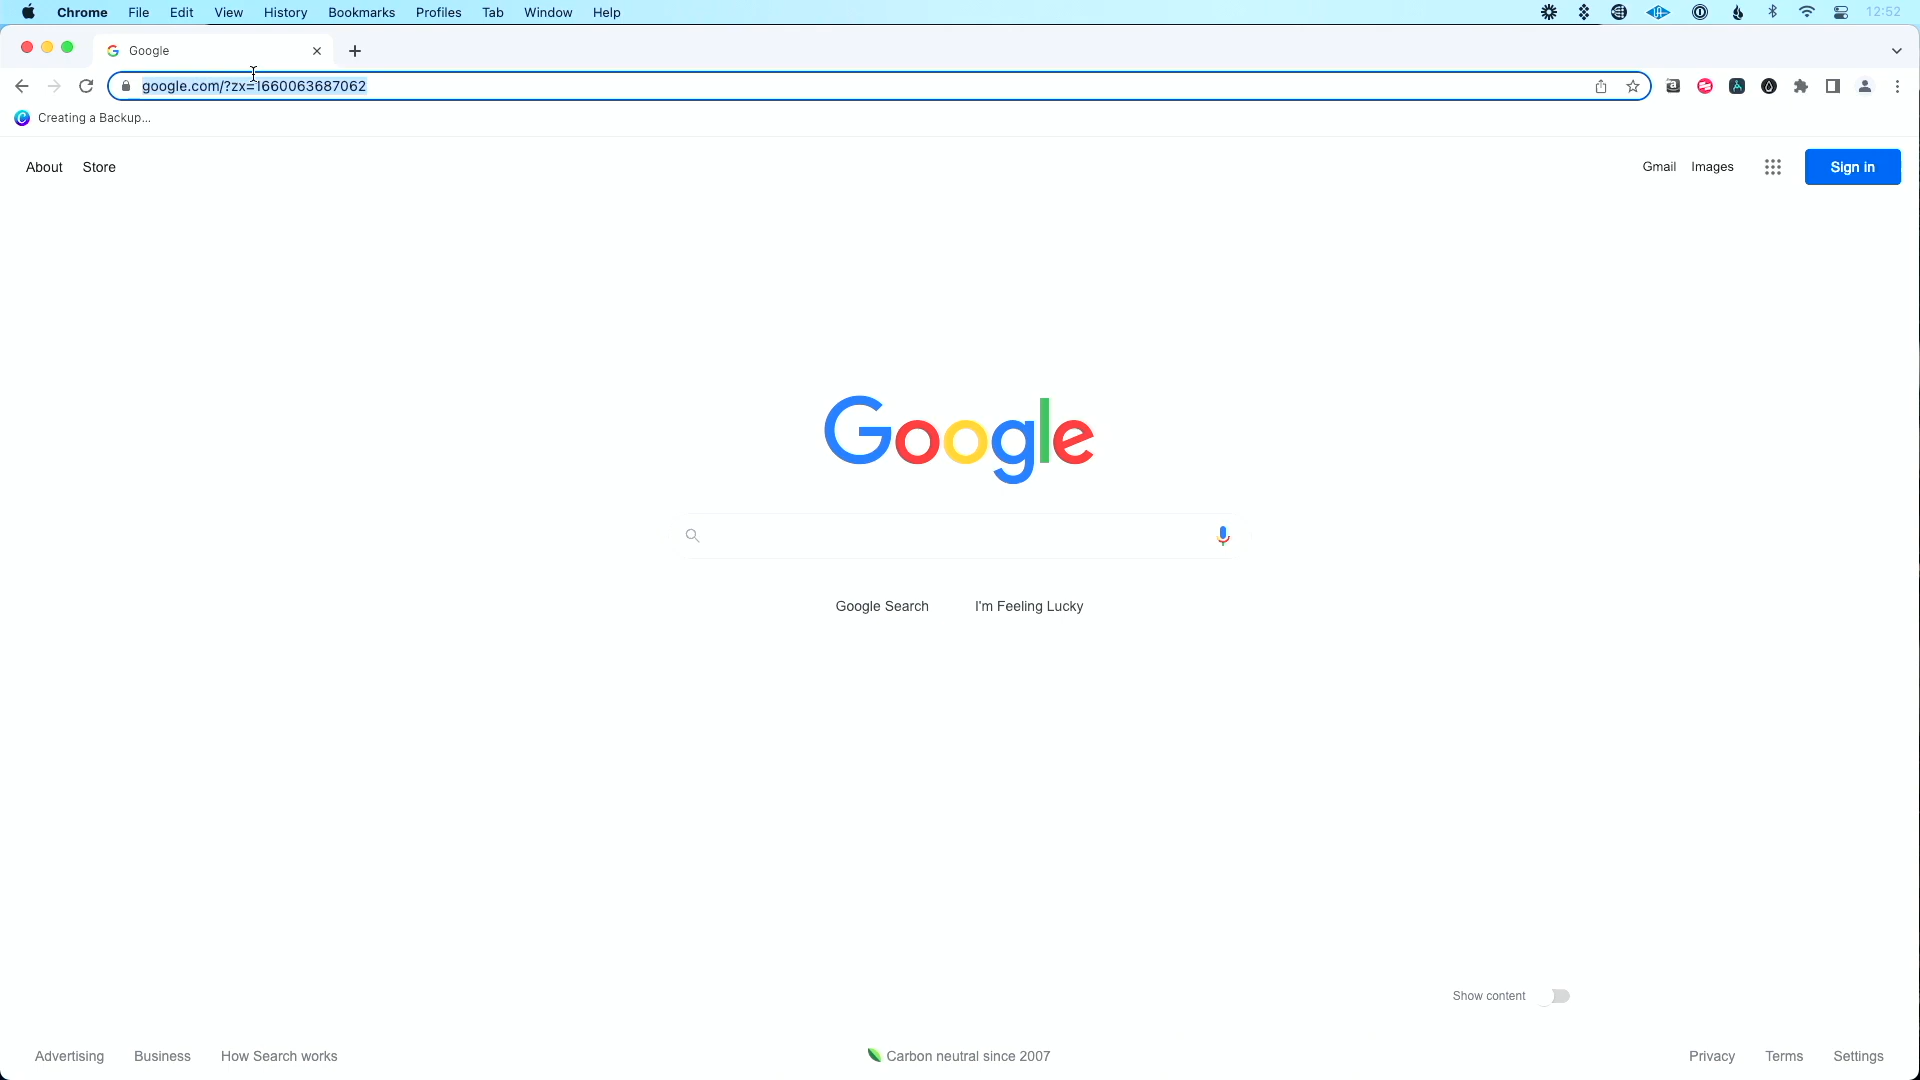 Chrome File Edit View History Bookmarks Profiles Tab Window Help 12:52
Google
google.com/?zx=1660063687062
Creating a Backup...
About Store Gmail Images Sign in
Google
Google Search I'm Feeling Lucky
Show content
Advertising Business How Search works Carbon neutral since 2007 Privacy Terms Settings